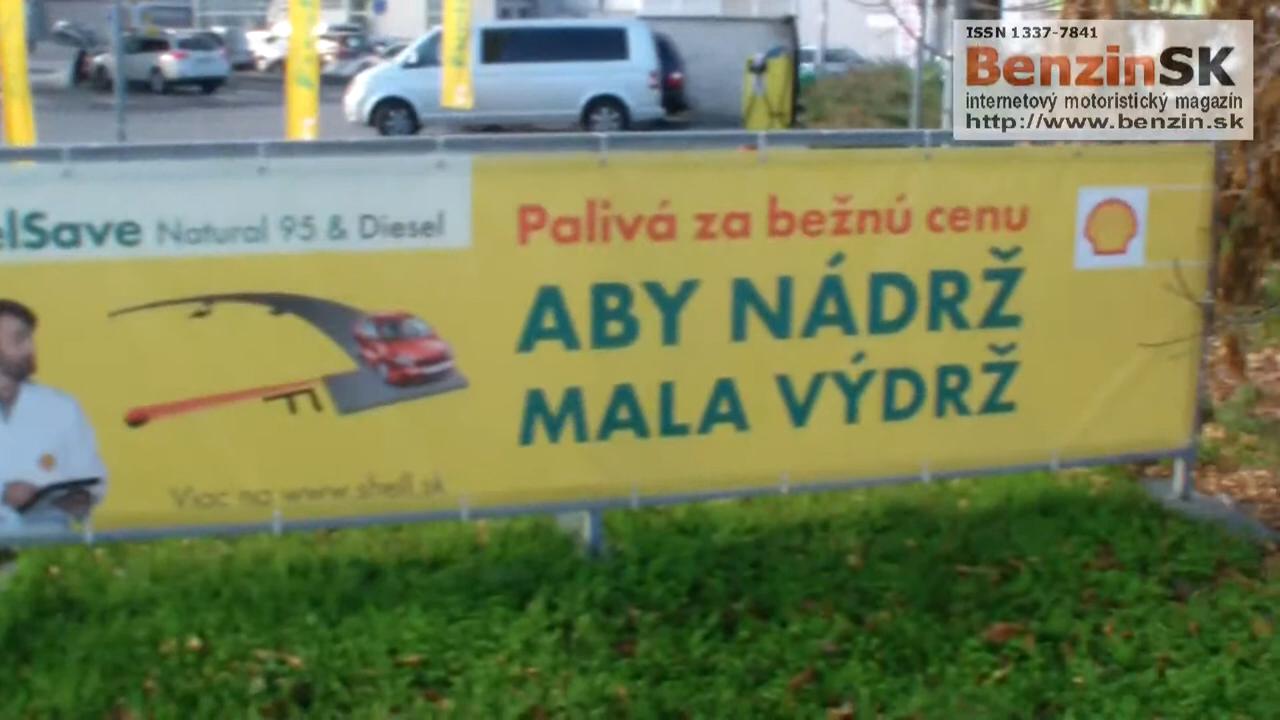 ISSN 1337-7841
BenzinSK
internetový motoristický magazín
http://www.benzin.sk
elSave Natural 95 & Diesel
Palivá za bežnú cenu
ABY NÁDRŽ
MALA VÝDRŽ
Viac na www.shell.sk